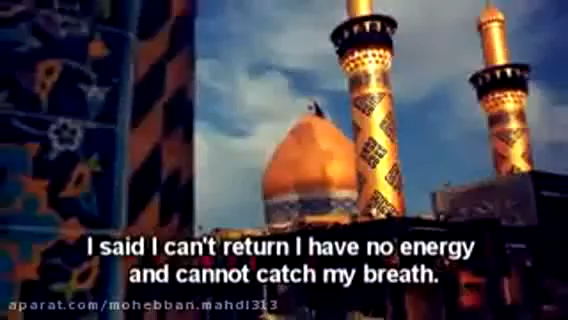 I said I can't return I have no energy
and cannot catch my breath.
aparat.com/mohebban.mahdi313